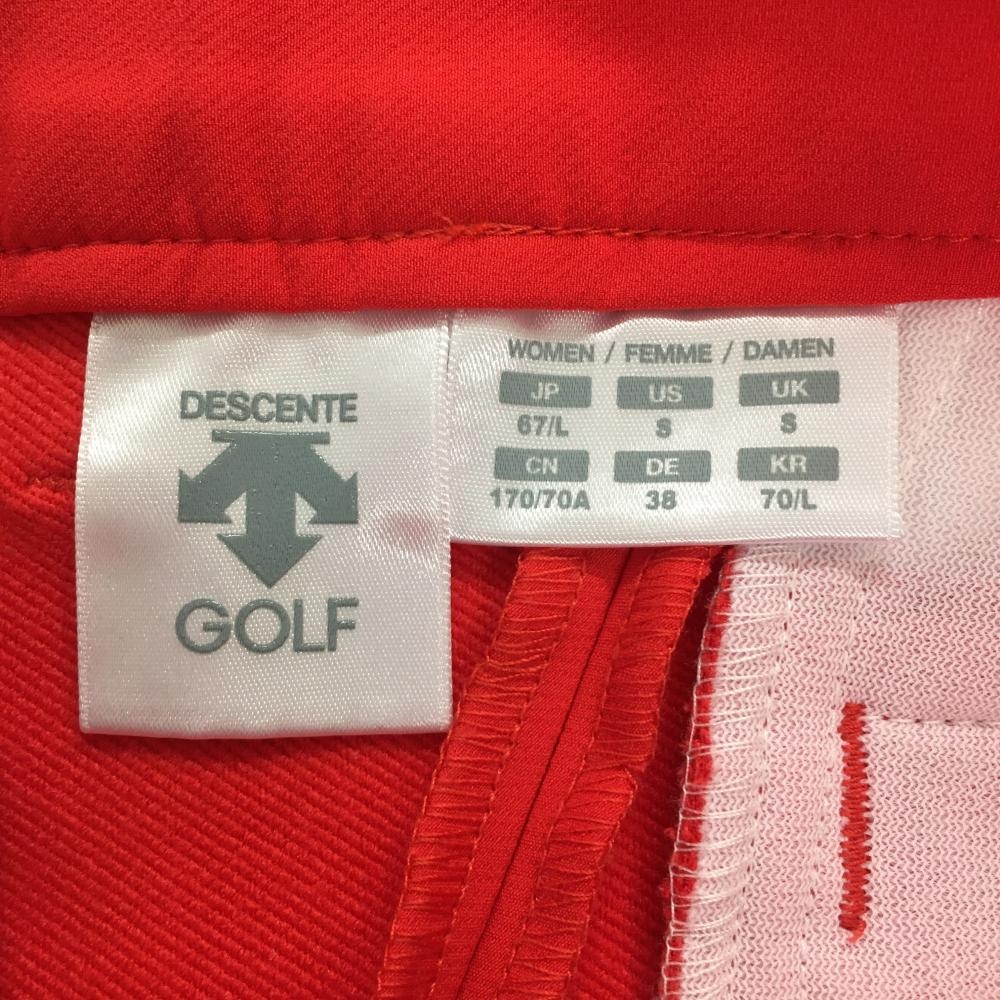 DESCENTE
GOLF
WOMEN / FEMME / DAMEN
JP US UK
67/L S S
CN DE KR
170/70A 38 70/L